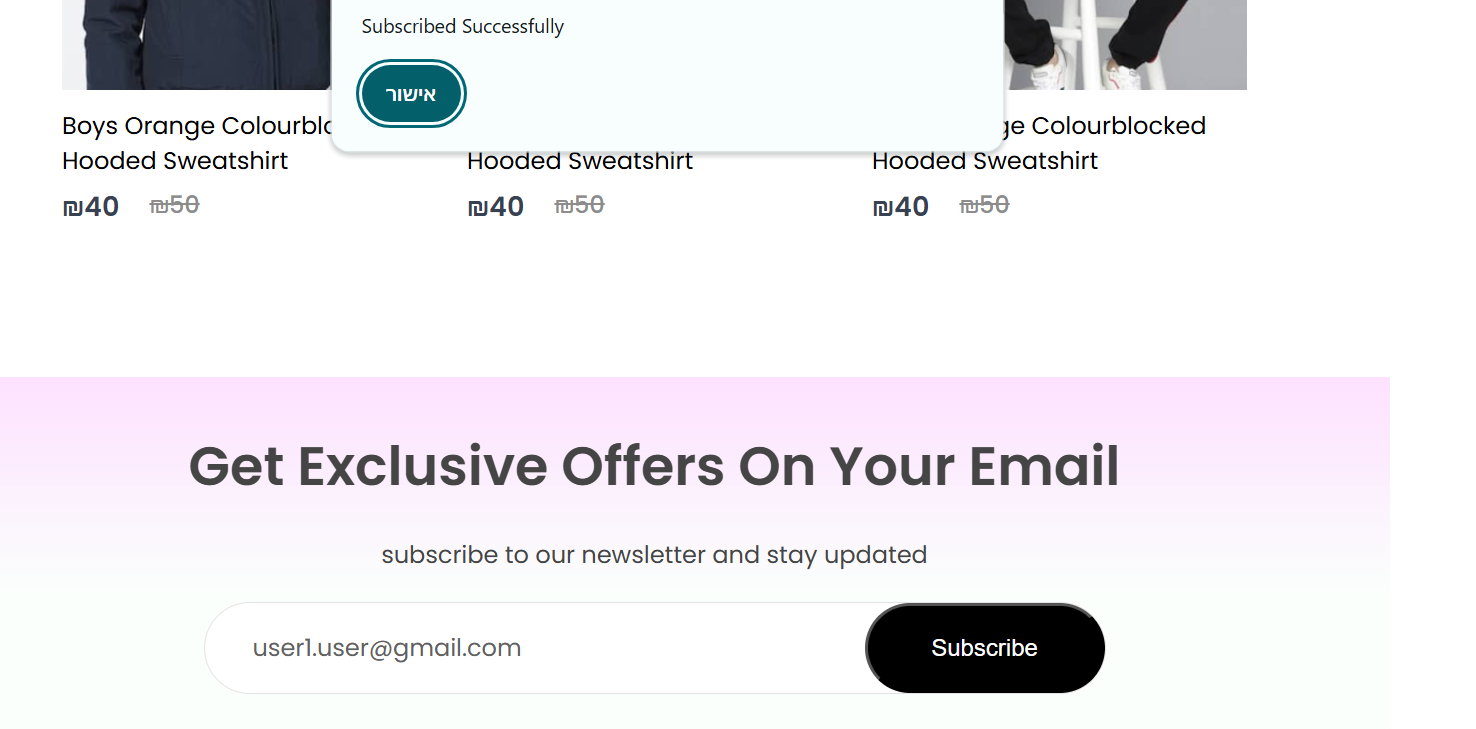 Subscribed Successfully
אישור
Boys Orange Colourblo
Hooded Sweatshirt
₪40 ₪50
Hooded Sweatshirt
₪40 ₪50
ge Colourblocked
Hooded Sweatshirt
₪40 ₪50
Get Exclusive Offers On Your Email
subscribe to our newsletter and stay updated
user1.user@gmail.com
Subscribe